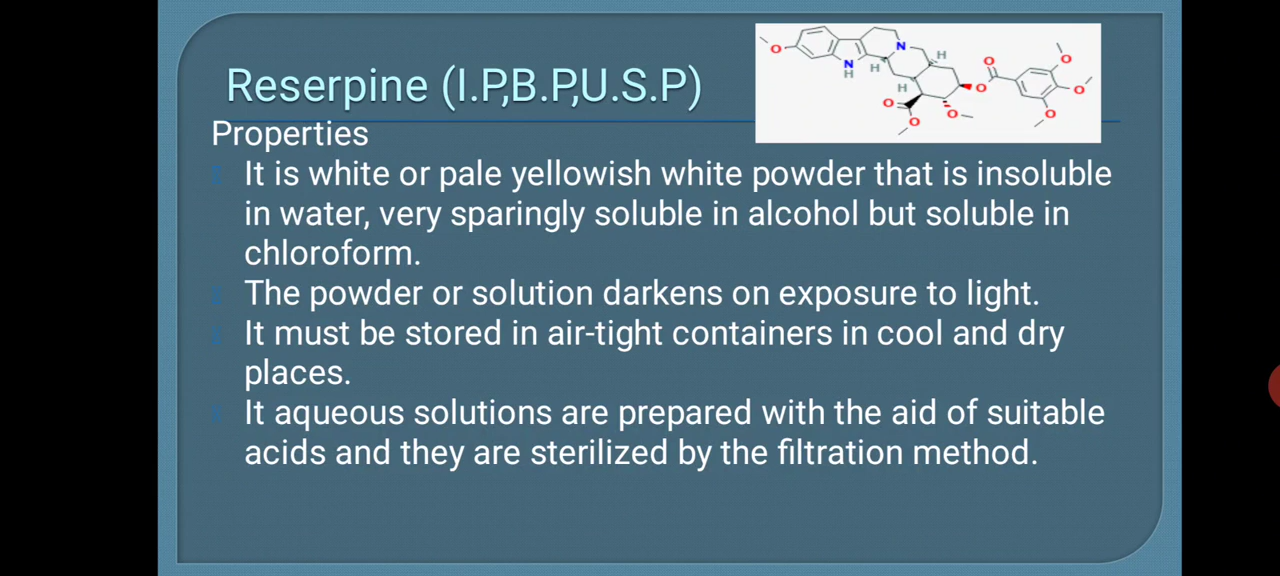 Reserpine (I.P,B.P,U.S.P)
Properties
It is white or pale yellowish white powder that is insoluble
in water, very sparingly soluble in alcohol but soluble in
chloroform.
The powder or solution darkens on exposure to light.
It must be stored in air-tight containers in cool and dry
places.
It aqueous solutions are prepared with the aid of suitable
acids and they are sterilized by the filtration method.
O
N
N
H
H
H
H
O
O
O
O
O
O
O
O